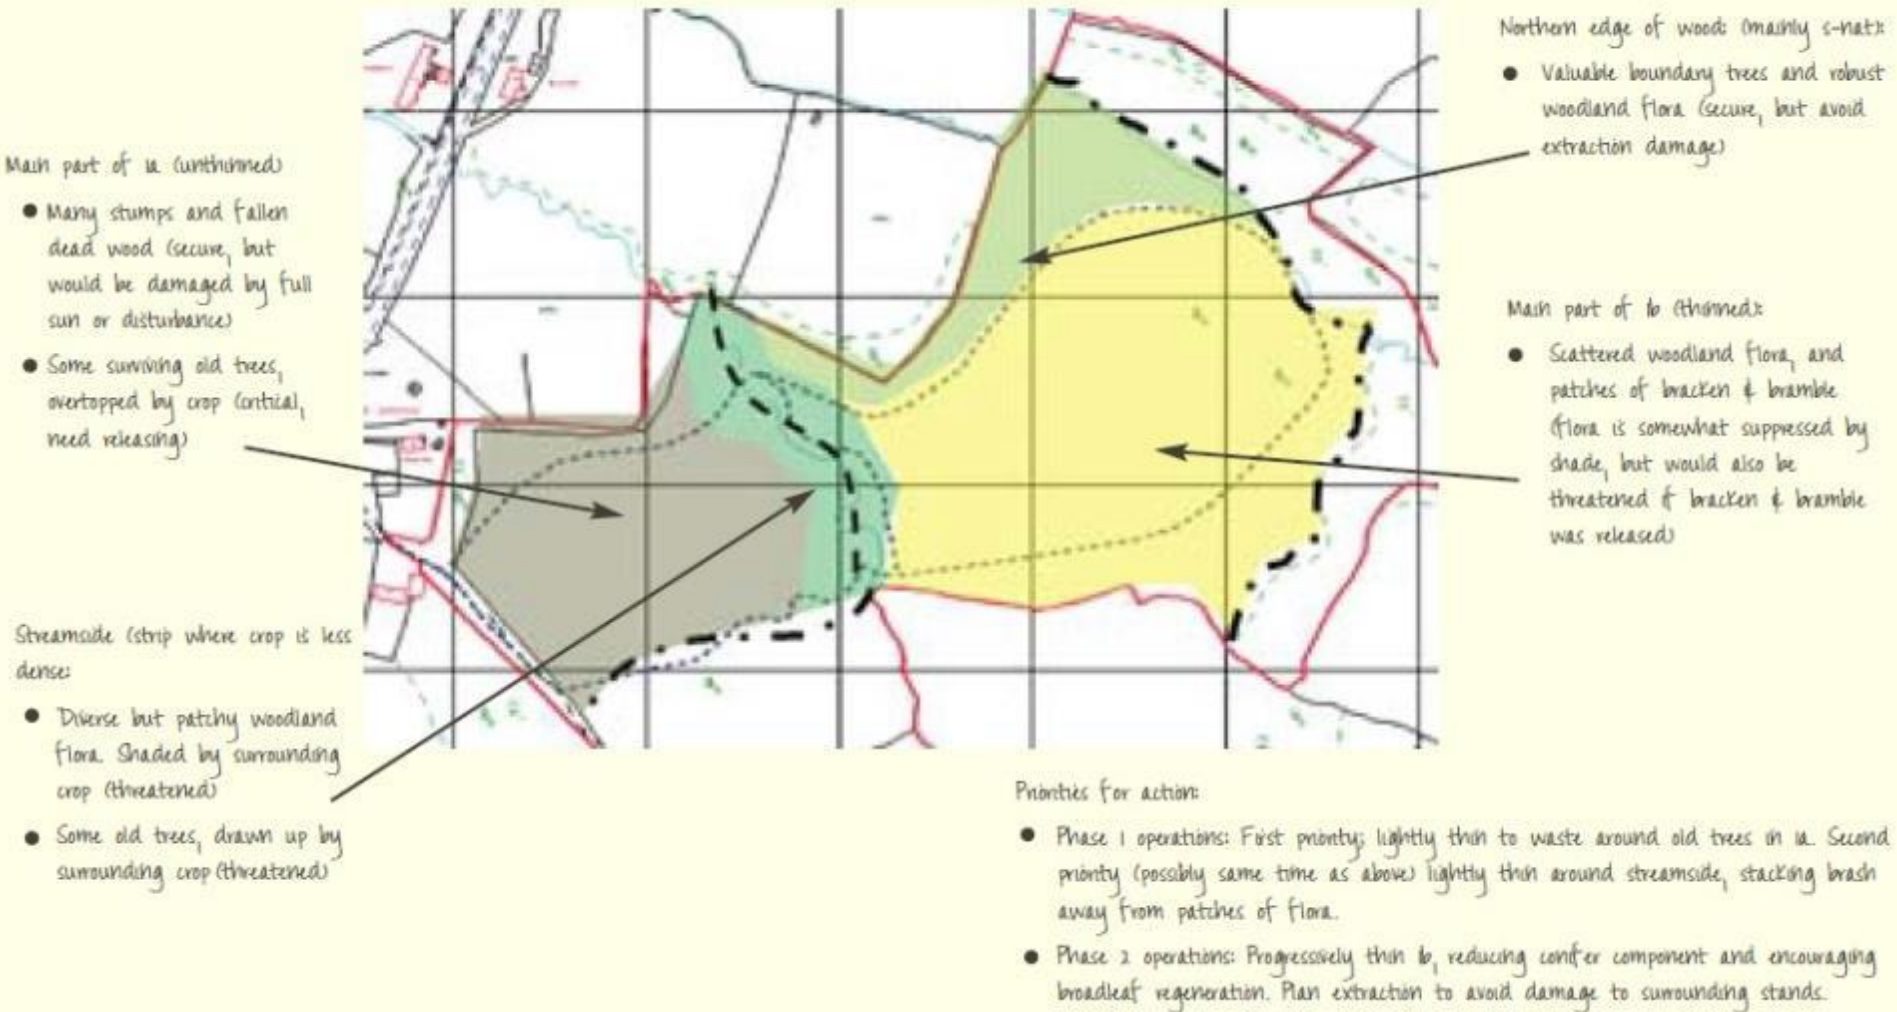 Northern edge of wood: (mainly s-nat):
● Valuable boundary trees and robust
woodland flora (secure, but avoid
extraction damage)
Main part of 1a (unthinned)
● Many stumps and fallen
dead wood (secure, but
would be damaged by full
sun or disturbance)
● Some surviving old trees,
overtopped by crop (critical,
need releasing)
Main part of 1b (thinned):
● Scattered woodland flora, and
patches of bracken & bramble
(flora is somewhat suppressed by
shade, but would also be
threatened if bracken & bramble
was released)
Streamside (strip where crop is less
dense:
● Diverse but patchy woodland
flora. Shaded by surrounding
crop (threatened)
● Some old trees, drawn up by
surrounding crop (threatened)
Priorities for action:
● Phase 1 operations: First priority; lightly thin to waste around old trees in 1a. Second
priority (possibly same time as above) lightly thin around streamside, stacking brash
away from patches of flora.
● Phase 2 operations: Progressively thin 1b, reducing conifer component and encouraging
broadleaf regeneration. Plan extraction to avoid damage to surrounding stands.